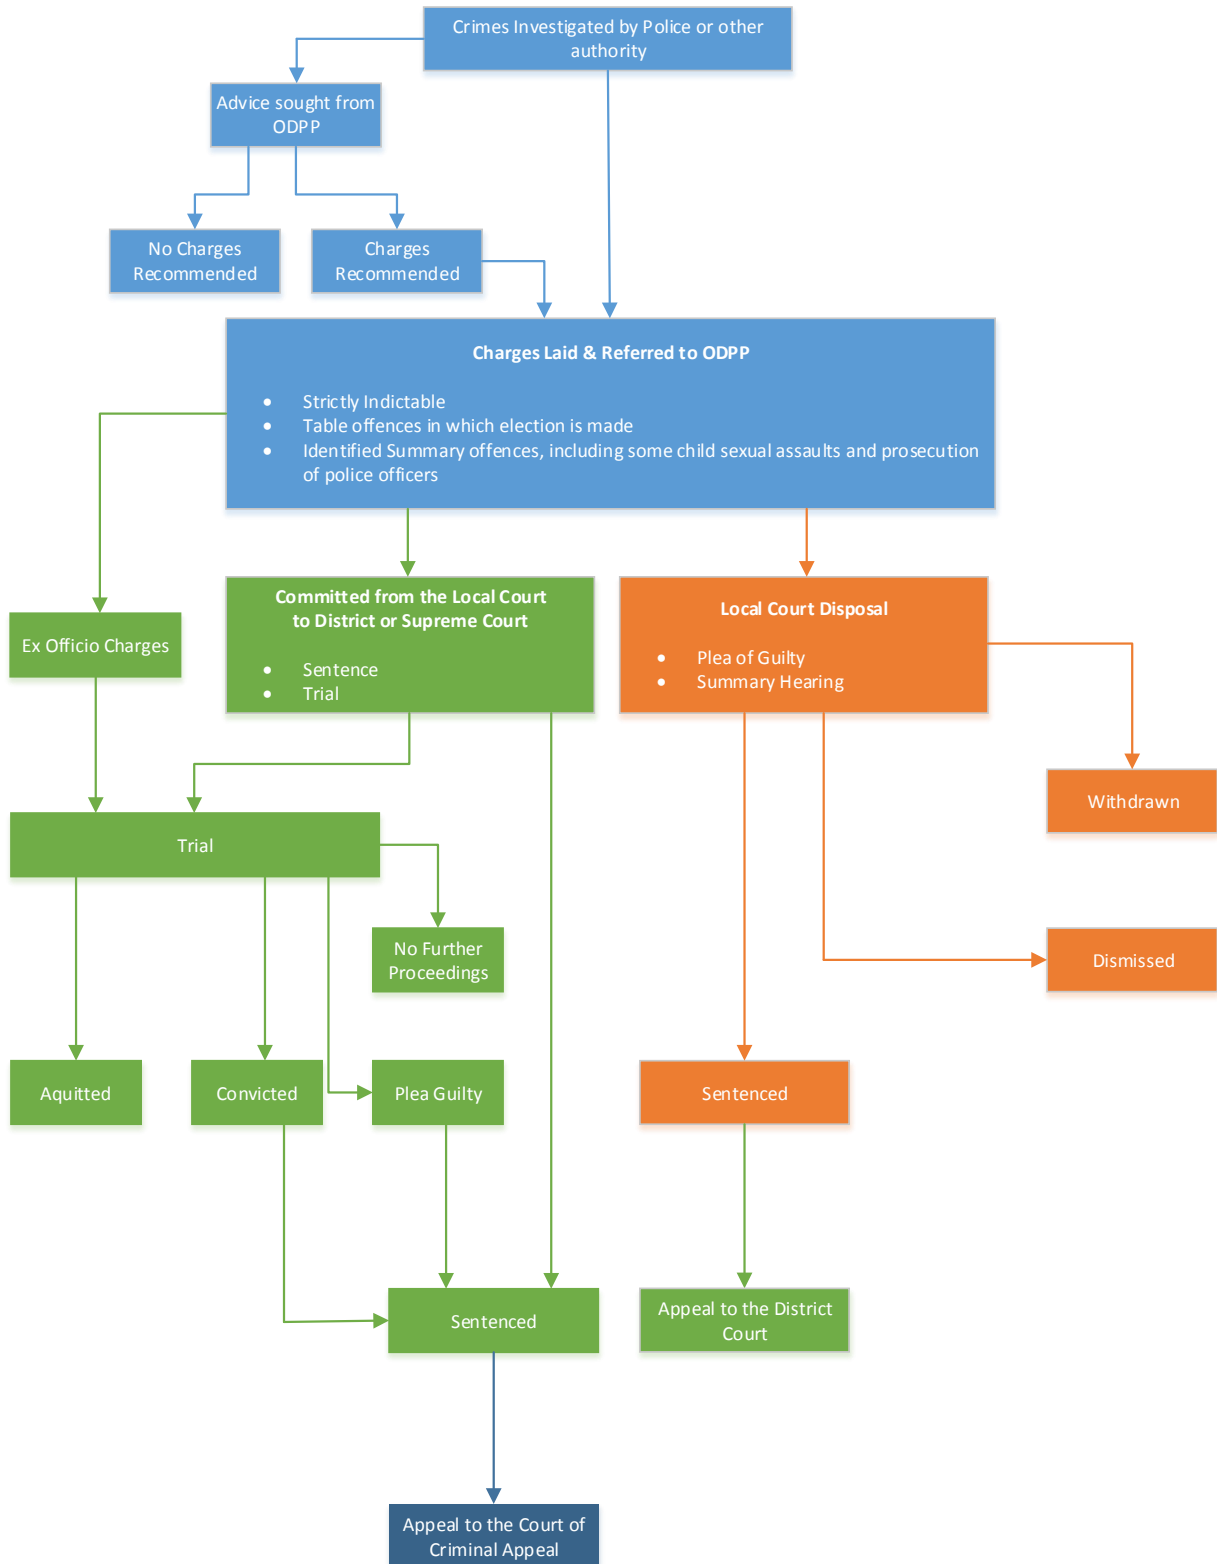 Crimes Investigated by Police or other
authority
Advice sought from
ODPP
No Charges
Recommended
Charges
Recommended
Charges Laid & Referred to ODPP
• Strictly Indictable
• Table offences in which election is made
• Identified Summary offences, including some child sexual assaults and prosecution
of police officers
Ex Officio Charges
Committed from the Local Court
to District or Supreme Court
• Sentence
• Trial
Local Court Disposal
• Plea of Guilty
• Summary Hearing
Withdrawn
Trial
No Further
Proceedings
Dismissed
Aquitted
Convicted
Plea Guilty
Sentenced
Sentenced
Appeal to the District
Court
Appeal to the Court of
Criminal Appeal